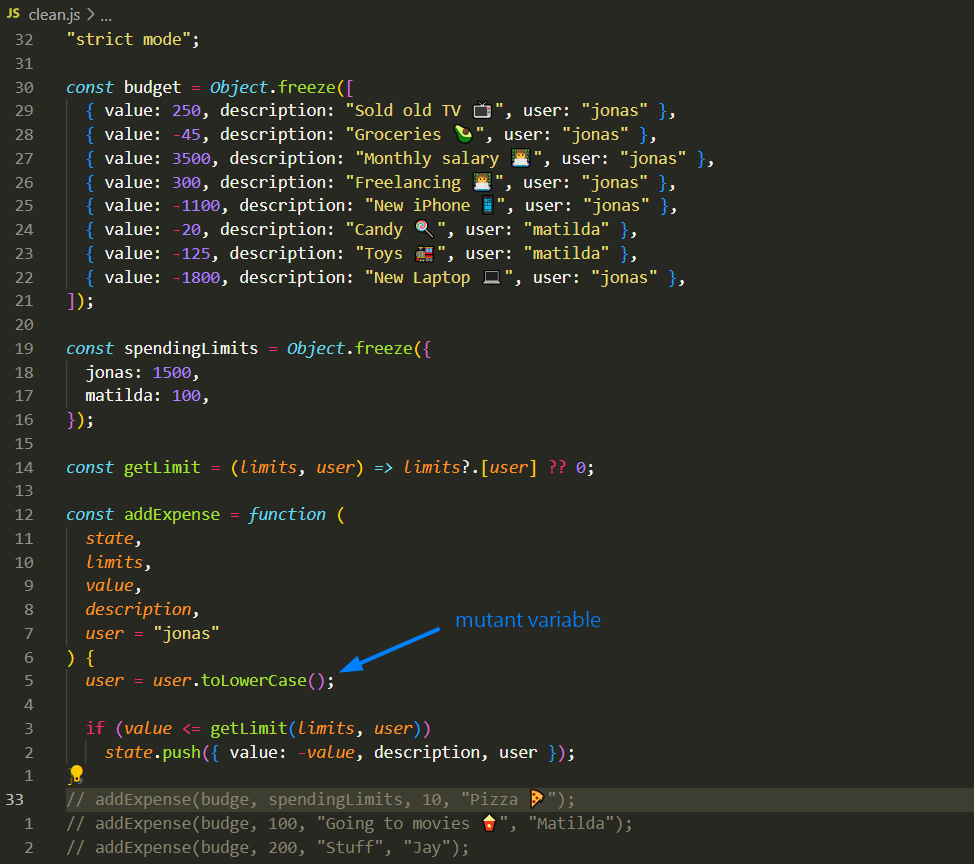 JS clean.js > ...
32 "strict mode";
31
30 const budget = Object.freeze([
29 { value: 250, description: "Sold old TV 📺", user: "jonas" },
28 { value: -45, description: "Groceries 🥑", user: "jonas" },
27 { value: 3500, description: "Monthly salary 👩‍💻", user: "jonas" },
26 { value: 300, description: "Freelancing 👩‍💻", user: "jonas" },
25 { value: -1100, description: "New iPhone 📱", user: "jonas" },
24 { value: -20, description: "Candy 🍭", user: "matilda" },
23 { value: -125, description: "Toys 🚂", user: "matilda" },
22 { value: -1800, description: "New Laptop 💻", user: "jonas" },
21 ]);
20
19 const spendingLimits = Object.freeze({
18 jonas: 1500,
17 matilda: 100,
16 });
15
14 const getLimit = (limits, user) => limits?.[user] ?? 0;
13
12 const addExpense = function (
11 state,
10 limits,
9 value,
8 description,
7 user = "jonas"
mutant variable
6 ) {
5 user = user.toLowerCase();
4
3 if (value <= getLimit(limits, user))
2 state.push({ value: -value, description, user });
1 };
33 // addExpense(budge, spendingLimits, 10, "Pizza 🍕");
1 // addExpense(budge, 100, "Going to movies 🍿", "Matilda");
2 // addExpense(budge, 200, "Stuff", "Jay");